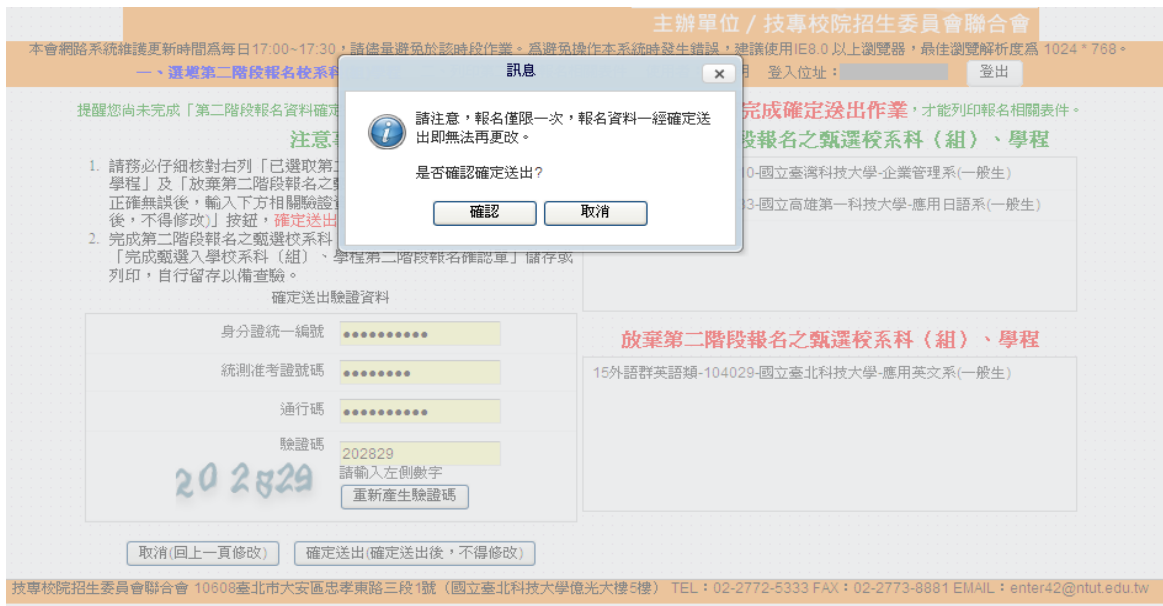 主辦單位 / 技專校院招生委員會聯合會
本會網路系統維護更新時間為每日17:00~17:30，請儘量避免於該時段作業。為避免操作本系統時發生錯誤，建議使用IE8.0 以上瀏覽器，最佳瀏覽解析度為 1024 * 768。
一、選填第二階段報名校系科
登入位址：
登出
訊息
請注意，報名僅限一次，報名資料一經確定送
出即無法再更改。
是否確認確定送出?
確認
取消
提醒您尚未完成「第二階段報名資料確定
完成確定送出作業，才能列印報名相關表件。
注意
1. 請務必仔細核對右列「已選取第
學程」及「放棄第二階段報名之
正確無誤後，輸入下方相關驗證
後，不得修改)」按鈕，確定送出
2. 完成第二階段報名之甄選校系科
「完成甄選入學校系科〔組〕、學程第二階段報名確認單」儲存或
列印，自行留存以備查驗。
段報名之甄選校系科〈組〉、學程
0-國立臺灣科技大學-企業管理系(一般生)
3-國立高雄第一科技大學-應用日語系(一般生)
確定送出驗證資料
身分證統一編號
統測准考證號碼
通行碼
驗證碼
202829
202829
請輸入左側數字
重新產生驗證碼
放棄第二階段報名之甄選校系科〈組〉、學程
15外語群英語類-104029-國立臺北科技大學-應用英文系(一般生)
取消(回上一頁修改)
確定送出(確定送出後，不得修改)
技專校院招生委員會聯合會 10608臺北市大安區忠孝東路三段1號（國立臺北科技大學億光大樓5樓） TEL：02-2772-5333 FAX：02-2773-8881 EMAIL：enter42@ntut.edu.tw